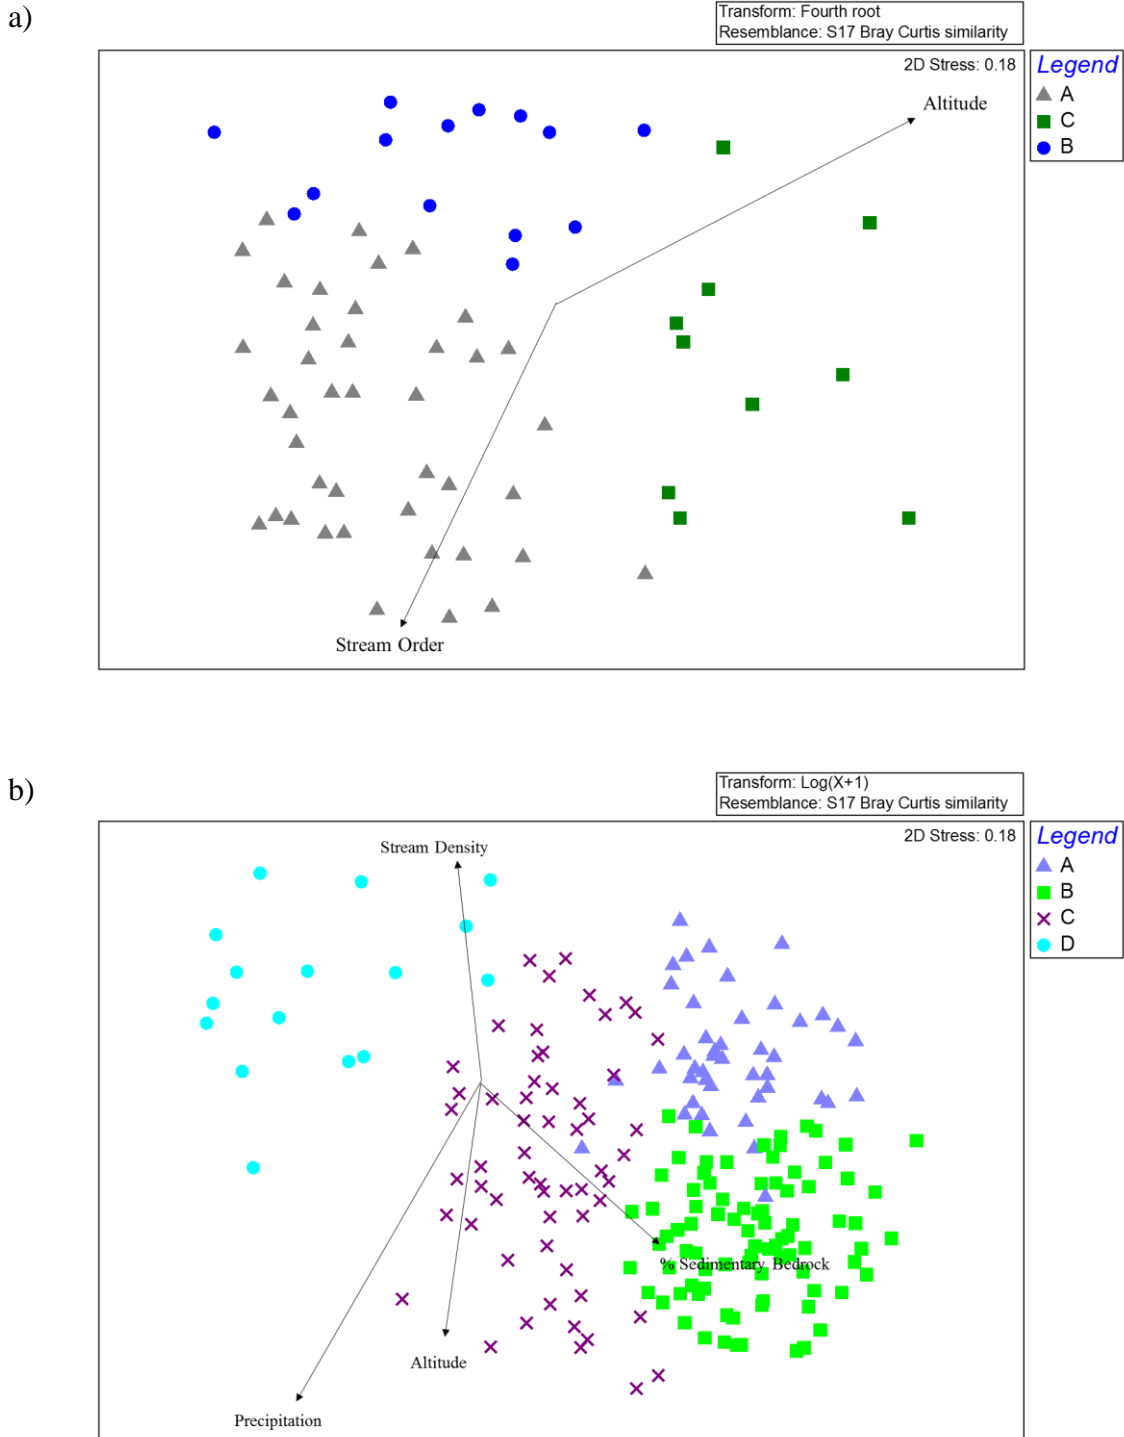 a)
Transform: Fourth root
Resemblance: S17 Bray Curtis similarity
2D Stress: 0.18
Legend
A
C
B
Altitude
Stream Order
b)
Transform: Log(X+1)
Resemblance: S17 Bray Curtis similarity
2D Stress: 0.18
Legend
A
B
C
D
Stream Density
% Sedimentary Bedrock
Altitude
Precipitation